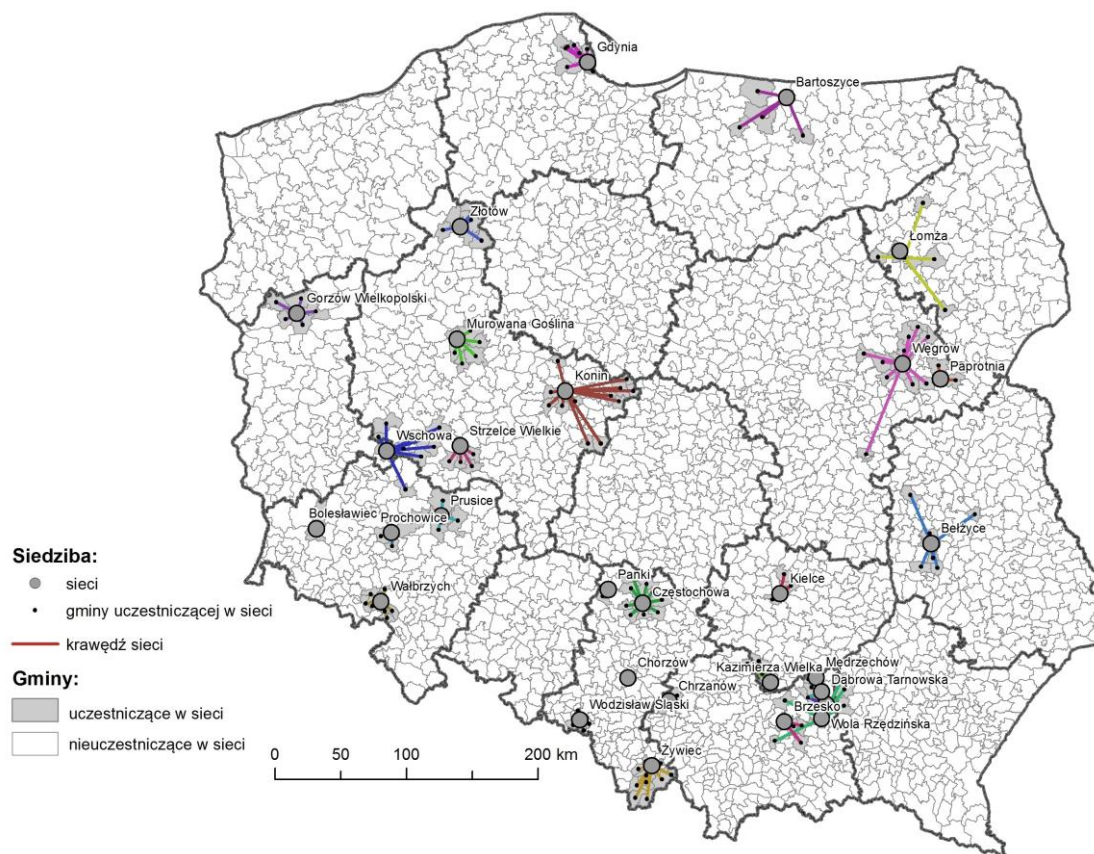 Gdynia
Bartoszyce
Złotów
Łomża
Gorzów Wielkopolski
Murowana Goślina
Węgrów
Konin
Paprotnia
Wschowa
Strzelce Wielkie
Prusice
Bolesławiec
Prochowice
Bełżyce
Siedziba:
sieci
gminy uczestniczącej w sieci
krawędź sieci
Gminy:
uczestniczące w sieci
nieuczestniczące w sieci
Wałbrzych
Panki
Kielce
Częstochowa
Chorzów
Kazimierza Wielka
Mędrzechów
Dąbrowa Tarnowska
Chrzanów
Wodzisław Śląski
Brzesko
Wola Rzędzińska
Żywiec
0 50 100 200 km